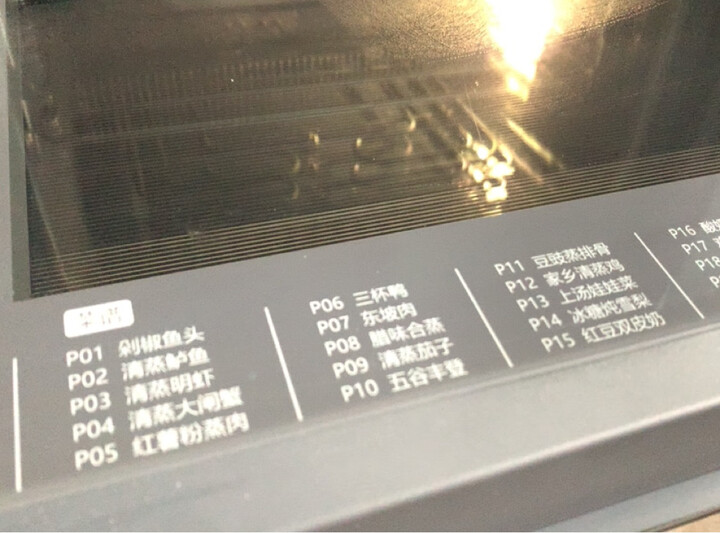 菜谱
P01 剁椒鱼头
P02 清蒸鲈鱼
P03 清蒸明虾
P04 清蒸大闸蟹
P05 红薯粉蒸肉
P06 三杯鸭
P07 东坡肉
P08 腊味合蒸
P09 清蒸茄子
P10 五谷丰登
P11 豆豉蒸排骨
P12 家乡清蒸鸡
P13 上汤娃娃菜
P14 冰糖炖雪梨
P15 红豆双皮奶
P16 酸
P17
P18